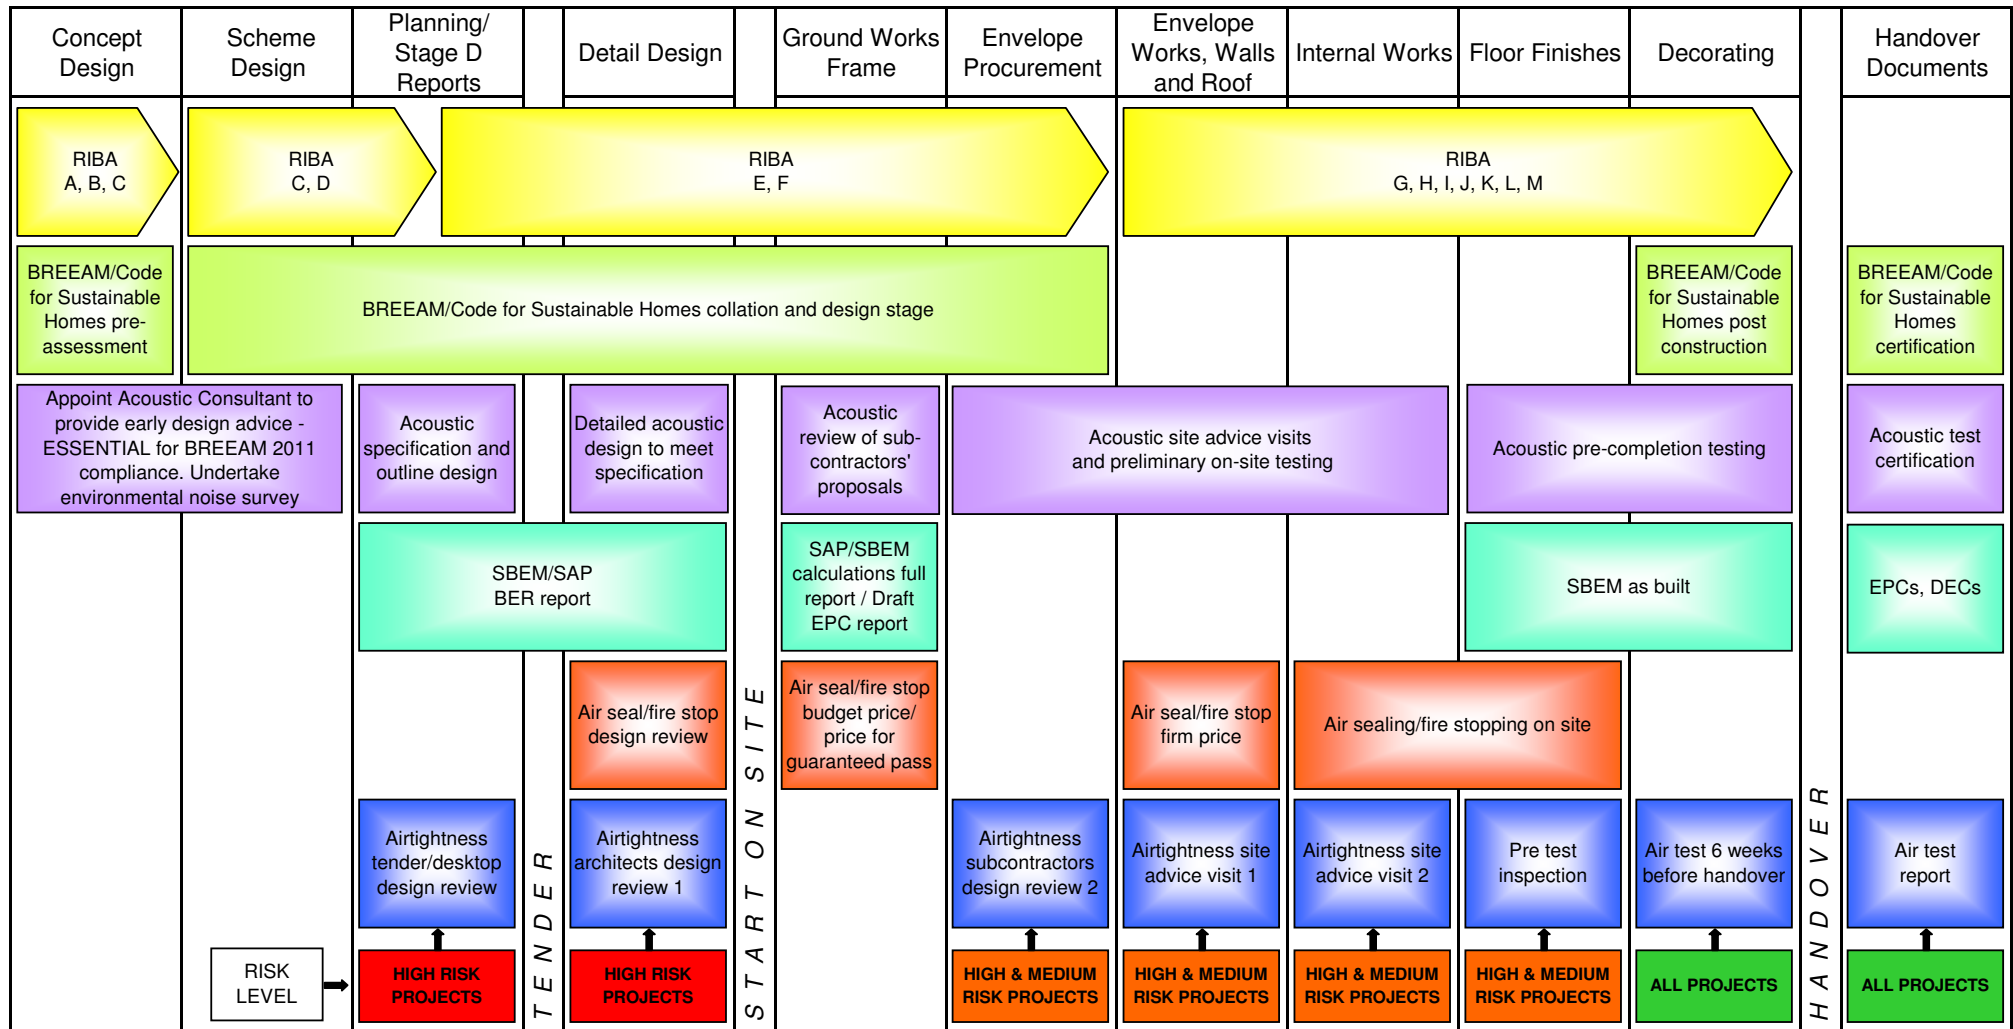 Concept
Design
Scheme
Design
Planning/
Stage D
Reports
Detail Design
Ground Works
Frame
Envelope
Procurement
Envelope
Works, Walls
and Roof
Internal Works
Floor Finishes
Decorating
Handover
Documents
RIBA
A, B, C
RIBA
C, D
RIBA
E, F
RIBA
G, H, I, J, K, L, M
BREEAM/Code
for Sustainable
Homes pre-
assessment
BREEAM/Code for Sustainable Homes collation and design stage
BREEAM/Code
for Sustainable
Homes post
construction
BREEAM/Code
for Sustainable
Homes
certification
Appoint Acoustic Consultant to
provide early design advice -
ESSENTIAL for BREEAM 2011
compliance. Undertake
environmental noise survey
Acoustic
specification and
outline design
Detailed acoustic
design to meet
specification
Acoustic
review of sub-
contractors'
proposals
Acoustic site advice visits
and preliminary on-site testing
Acoustic pre-completion testing
Acoustic test
certification
SBEM/SAP
BER report
SAP/SBEM
calculations full
report / Draft
EPC report
SBEM as built
EPCs, DECs
Air seal/fire stop
design review
Air seal/fire stop
budget price/
price for
guaranteed pass
Air seal/fire stop
firm price
Air sealing/fire stopping on site
Airtightness
tender/desktop
design review
Airtightness
architects design
review 1
Airtightness
subcontractors
design review 2
Airtightness site
advice visit 1
Airtightness site
advice visit 2
Pre test
inspection
Air test 6 weeks
before handover
Air test
report
TENDER
START ON SITE
HANDOVER
RISK
LEVEL
HIGH RISK
PROJECTS
HIGH RISK
PROJECTS
HIGH & MEDIUM
RISK PROJECTS
HIGH & MEDIUM
RISK PROJECTS
HIGH & MEDIUM
RISK PROJECTS
HIGH & MEDIUM
RISK PROJECTS
ALL PROJECTS
ALL PROJECTS